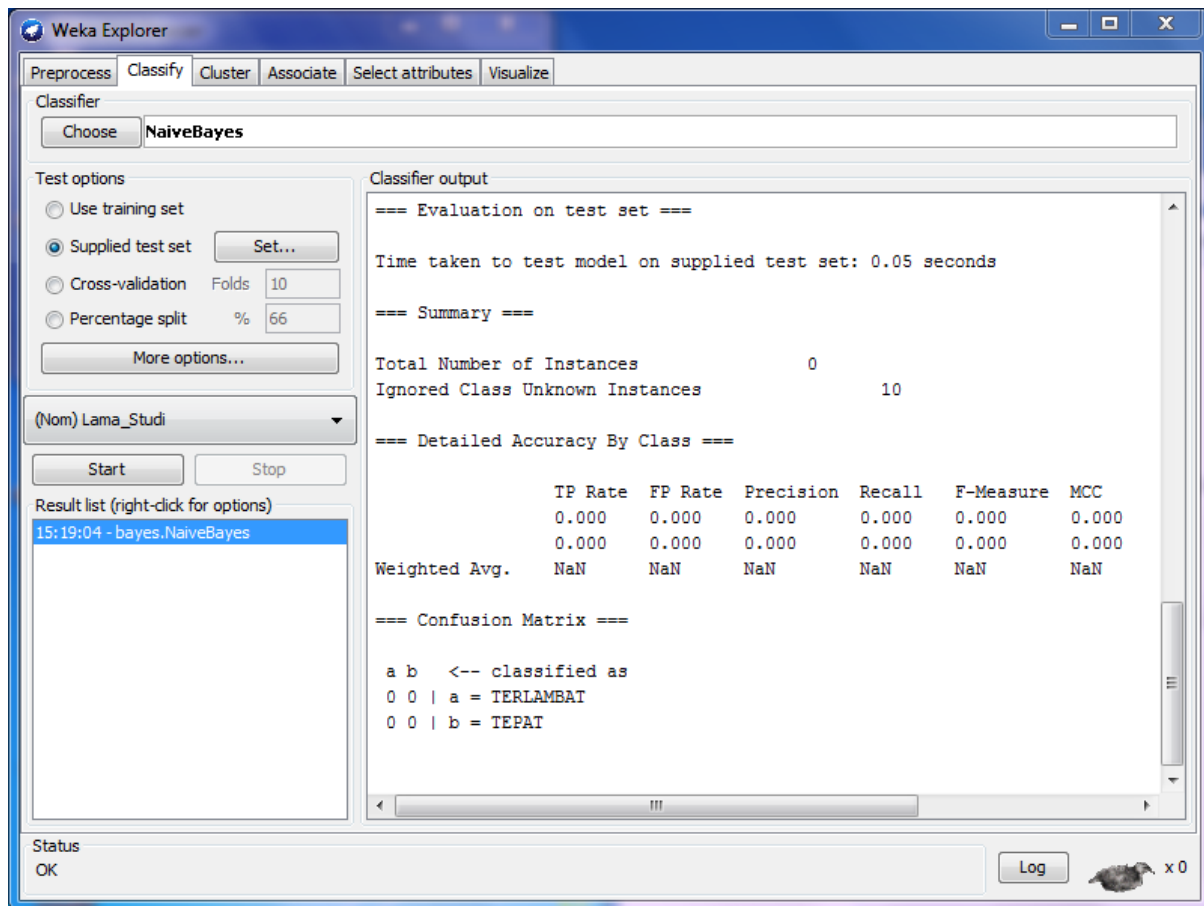 Weka Explorer
Preprocess Classify Cluster Associate Select attributes Visualize
Classifier
Choose NaiveBayes
Test options
Use training set
Supplied test set Set...
Cross-validation Folds 10
Percentage split % 66
More options...
(Nom) Lama_Studi
Start Stop
Result list (right-click for options)
15:19:04 - bayes.NaiveBayes
Classifier output
=== Evaluation on test set ===
Time taken to test model on supplied test set: 0.05 seconds
=== Summary ===
Total Number of Instances 0
Ignored Class Unknown Instances 10
=== Detailed Accuracy By Class ===
TP Rate FP Rate Precision Recall F-Measure MCC
0.000 0.000 0.000 0.000 0.000 0.000
0.000 0.000 0.000 0.000 0.000 0.000
Weighted Avg. NaN NaN NaN NaN NaN NaN
=== Confusion Matrix ===
a b <-- classified as
0 0 | a = TERLAMBAT
0 0 | b = TEPAT
Status
OK
Log x 0